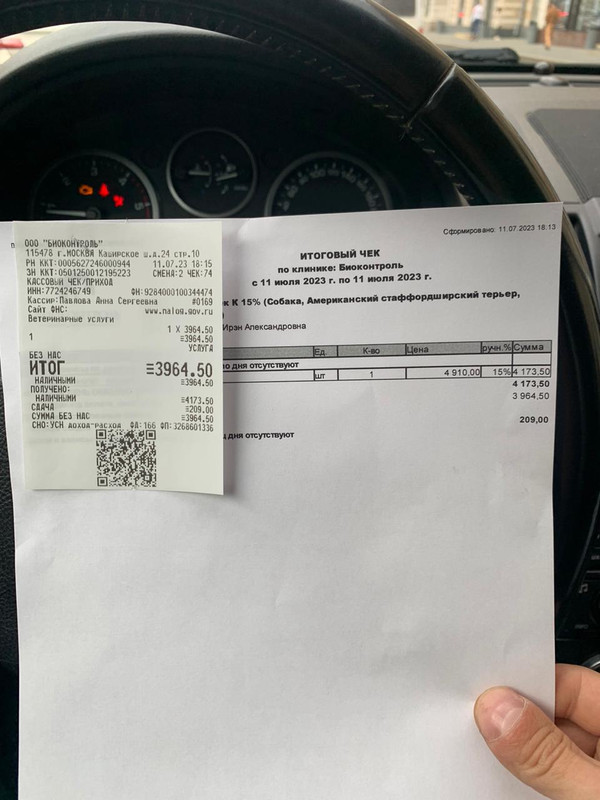 ООО "БИОКОНТРОЛЬ"
115478 г.МОСКВА Каширское ш.д.24 стр.10
РН ККТ:0005627246000944 11.07.23 18:15
ЗН ККТ:0501250012195223 СМЕНА:2 ЧЕК:74
КАССОВЫЙ ЧЕК/ПРИХОД
ИНН:7724246749 ФН:9284000100344474
Кассир:Павлова Анна Сергеевна #0169
Сайт ФНС: www.nalog.gov.ru
Ветеринарные услуги
1 X 3964.50
1 ≡3964.50
УСЛУГА
БЕЗ НДС
ИТОГ ≡3964.50
НАЛИЧНЫМИ ≡3964.50
ПОЛУЧЕНО:
НАЛИЧНЫМИ ≡4173.50
СДАЧА ≡209.00
СУММА БЕЗ НДС ≡3964.50
СНО:УСН доход-расход ФД:166 ФП:3268601336
Сформировано: 11.07.2023 18:13
ИТОГОВЫЙ ЧЕК
по клинике: Биоконтроль
с 11 июля 2023 г. по 11 июля 2023 г.
к К 15% (Собака, Американский стаффордширский терьер,
Иран Александровна
Ед. К-во Цена ручн.% Сумма
о дня отсутствуют
шт 1 4 910,00 15% 4 173,50
4 173,50
3 964,50
209,00
ц дня отсутствуют